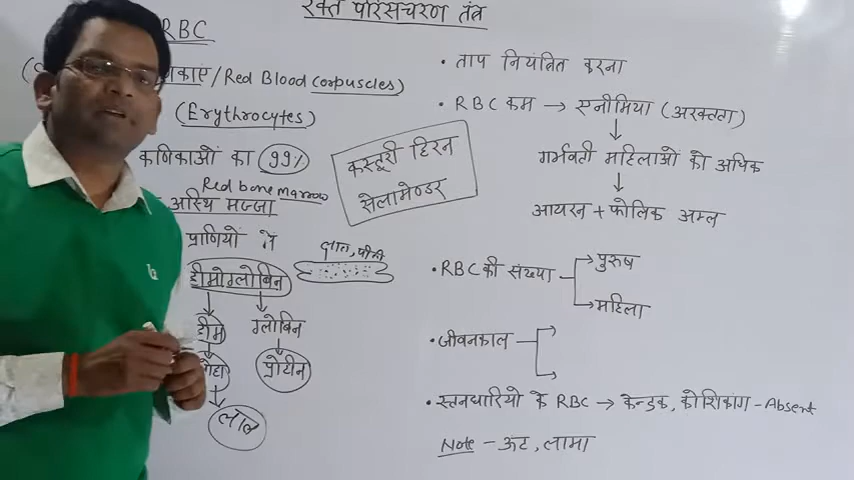 रक्त परिसंचरण तंत्र
RBC
/Red Blood corpuscles)
(Erythrocytes)
कणिकाओं का 99%
Red bone marrow
अस्थि मज्जा
प्राणियों में
हीमोग्लोबिन
हीम
ग्लोबिन
प्रोटीन
लाल
कस्तूरी हिरन
सेलामेण्डर
• ताप नियंत्रित करना
• RBC कम → एनीमिया (अरक्तता)
गर्भवती महिलाओं को अधिक
आयरन + फोलिक अम्ल
• RBC की संख्या
पुरुष
महिला
• जीवनकाल
• स्तनधारियो के RBC → केन्द्रक, कोशिकांग - Absent
Note - ऊंट, लामा